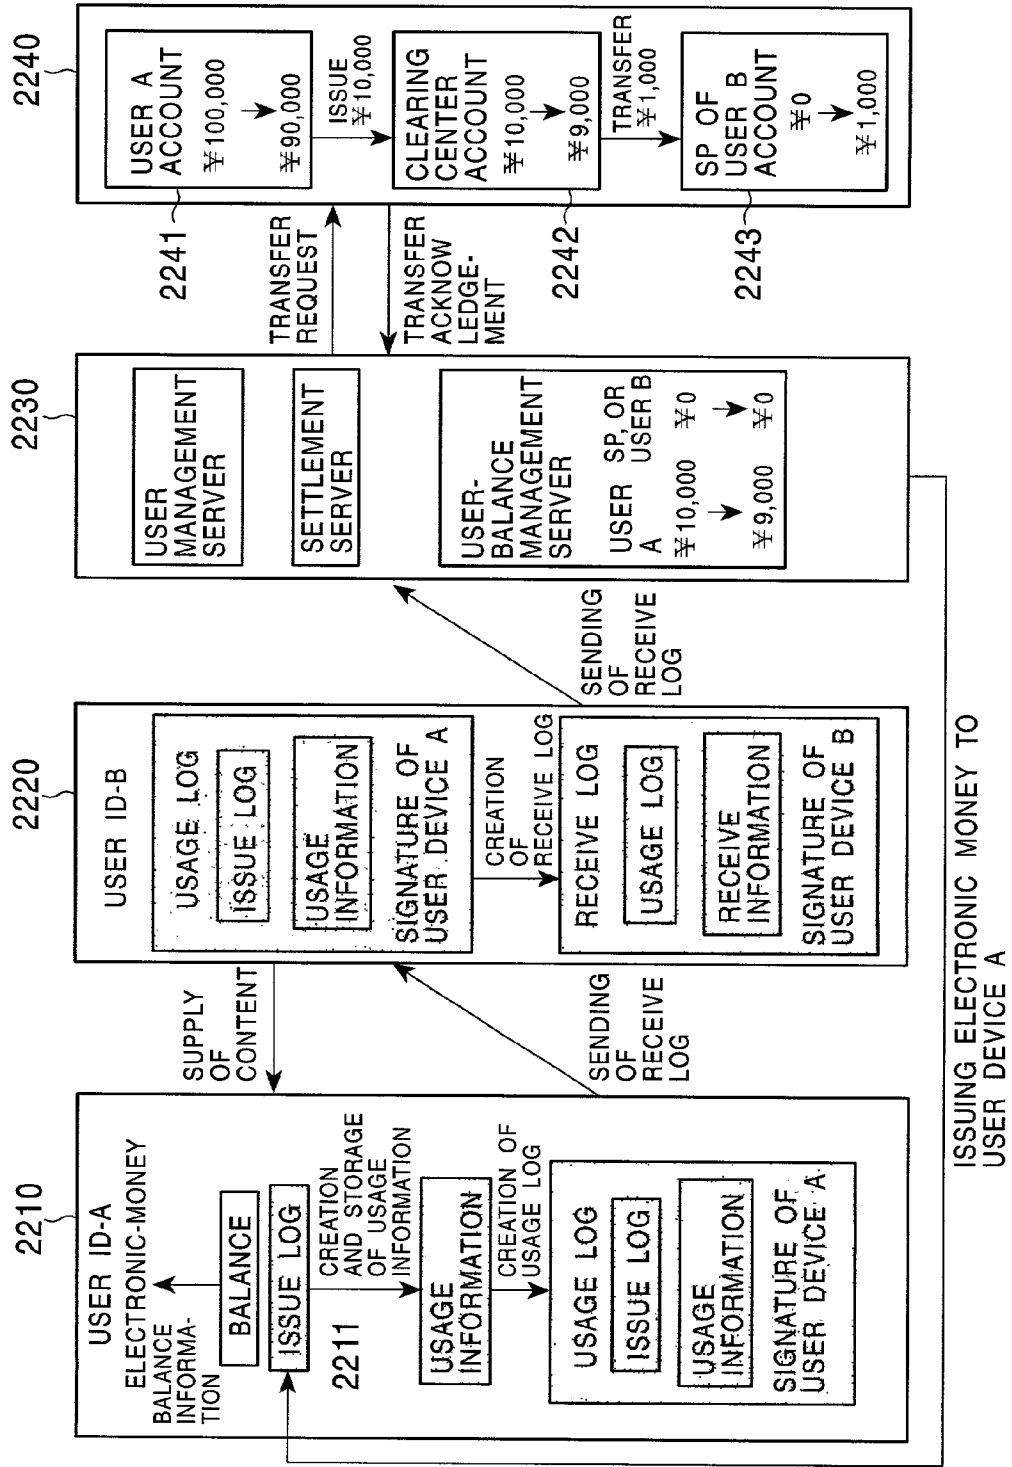 2210
USER ID-A
ELECTRONIC-MONEY
BALANCE
INFORMA-
TION
BALANCE
ISSUE LOG
2211
CREATION
AND STORAGE
OF USAGE
INFORMATION
USAGE
INFORMATION
CREATION OF
USAGE LOG
USAGE LOG
ISSUE LOG
USAGE
INFORMATION
SIGNATURE OF
USER DEVICE A
SUPPLY
OF
CONTENT
SENDING
OF
RECEIVE
LOG
2220
USER ID-B
USAGE LOG
ISSUE LOG
USAGE
INFORMATION
SIGNATURE OF
USER DEVICE A
CREATION
OF
RECEIVE LOG
RECEIVE LOG
USAGE LOG
RECEIVE
INFORMATION
SIGNATURE OF
USER DEVICE B
SENDING
OF
RECEIVE
LOG
2230
USER
MANAGEMENT
SERVER
SETTLEMENT
SERVER
USER-
BALANCE
MANAGEMENT
SERVER
USER A
¥10,000
¥9,000
SP, OR
USER B
¥0
¥0
TRANSFER
REQUEST
TRANSFER
ACKNOW
LEDGE-
MENT
2240
USER A
ACCOUNT
¥100,000
¥90,000
2241
ISSUE
¥10,000
CLEARING
CENTER
ACCOUNT
¥10,000
¥9,000
2242
TRANSFER
¥1,000
SP OF
USER B
ACCOUNT
¥0
¥1,000
2243
ISSUING ELECTRONIC MONEY TO
USER DEVICE A